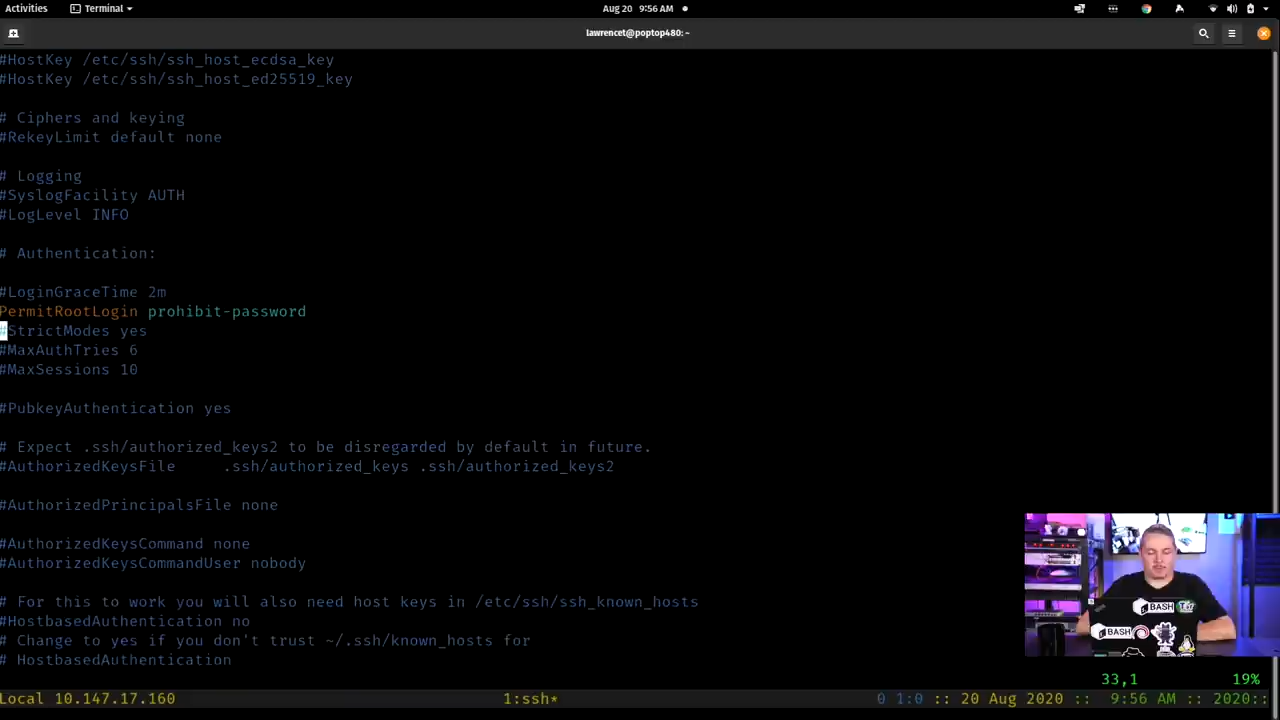 Activities
Terminal
Aug 20 9:56 AM
lawrencet@poptop480: ~
#HostKey /etc/ssh/ssh_host_ecdsa_key
#HostKey /etc/ssh/ssh_host_ed25519_key
# Ciphers and keying
#RekeyLimit default none
# Logging
#SyslogFacility AUTH
#LogLevel INFO
# Authentication:
#LoginGraceTime 2m
PermitRootLogin prohibit-password
#StrictModes yes
#MaxAuthTries 6
#MaxSessions 10
#PubkeyAuthentication yes
# Expect .ssh/authorized_keys2 to be disregarded by default in future.
#AuthorizedKeysFile .ssh/authorized_keys .ssh/authorized_keys2
#AuthorizedPrincipalsFile none
#AuthorizedKeysCommand none
#AuthorizedKeysCommandUser nobody
# For this to work you will also need host keys in /etc/ssh/ssh_known_hosts
#HostbasedAuthentication no
# Change to yes if you don't trust ~/.ssh/known_hosts for
# HostbasedAuthentication
BASH
BASH
33,1 19%
Local 10.147.17.160 1:ssh* 0 1:0 :: 20 Aug 2020 :: 9:56 AM :: 2020::